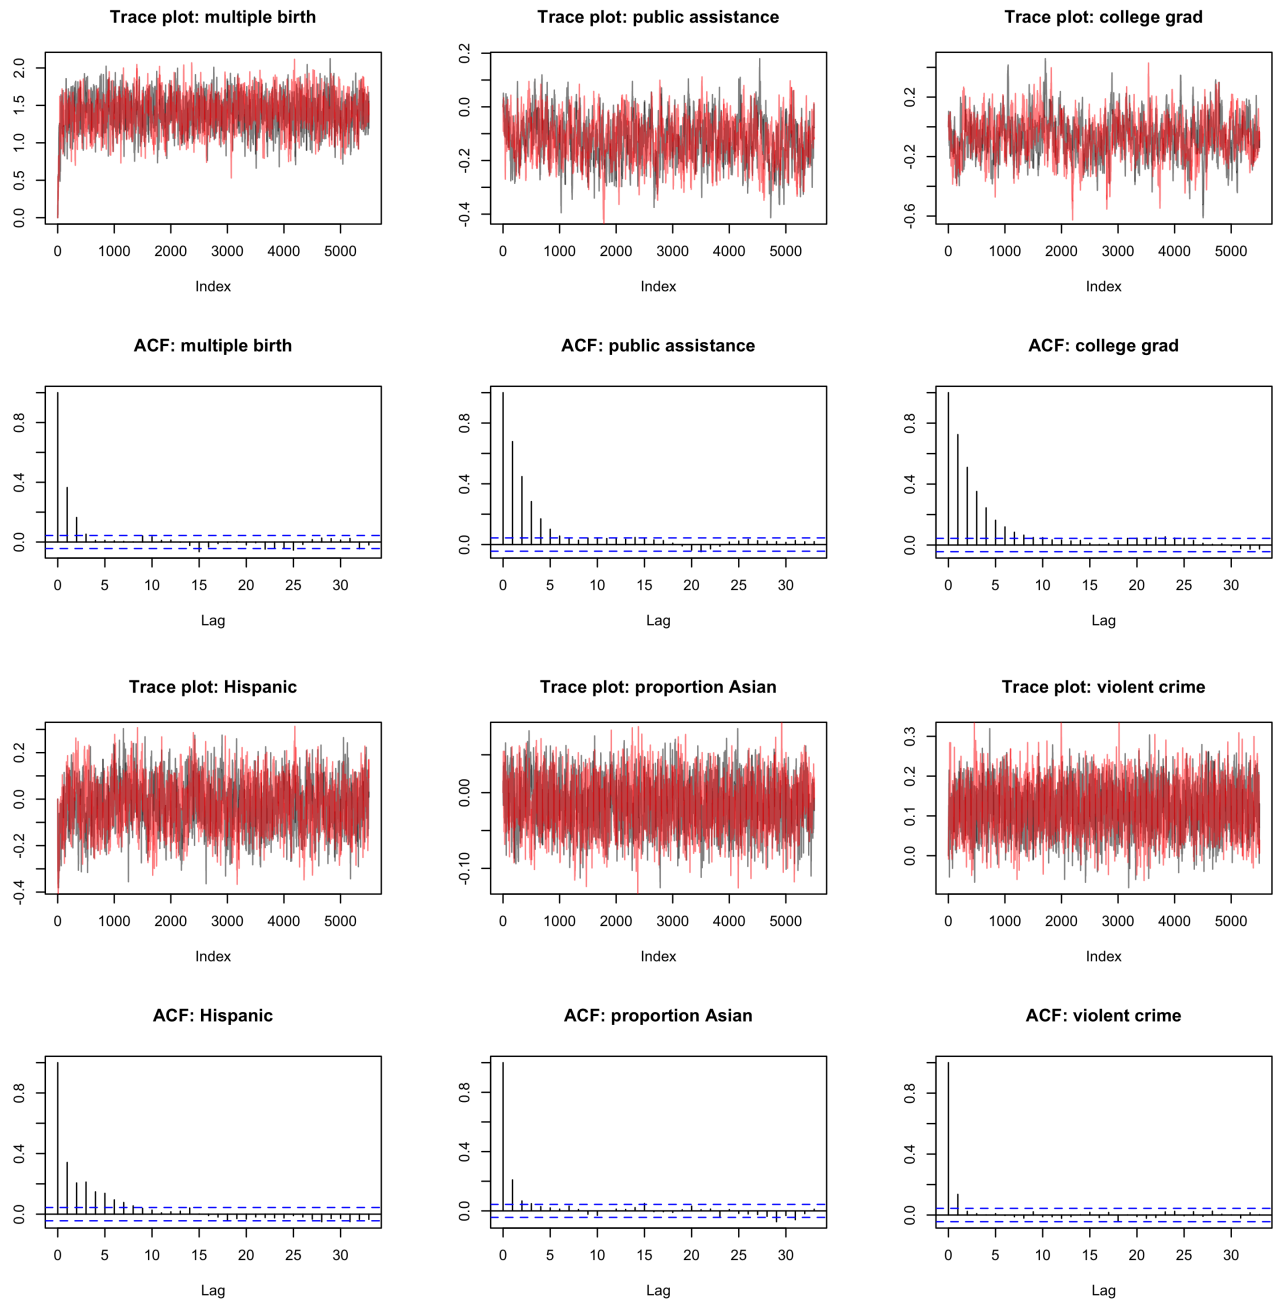 Trace plot: multiple birth Trace plot: public assistance Trace plot: college grad
2.0 0.2
1.5 0.0 0.2
1.0 -0.2 -0.2
0.5
0.0 -0.4 -0.6
0 1000 2000 3000 4000 5000 0 1000 2000 3000 4000 5000 0 1000 2000 3000 4000 5000
Index Index Index
ACF: multiple birth ACF: public assistance ACF: college grad
0.8 0.8 0.8
0.4 0.4 0.4
0.0 0.0 0.0
0 5 10 15 20 25 30 0 5 10 15 20 25 30 0 5 10 15 20 25 30
Lag Lag Lag
Trace plot: Hispanic Trace plot: proportion Asian Trace plot: violent crime
0.2 0.3
0.0 0.00 0.2
-0.2 0.1
-0.4 -0.10 0.0
0 1000 2000 3000 4000 5000 0 1000 2000 3000 4000 5000 0 1000 2000 3000 4000 5000
Index Index Index
ACF: Hispanic ACF: proportion Asian ACF: violent crime
0.8 0.8 0.8
0.4 0.4 0.4
0.0 0.0 0.0
0 5 10 15 20 25 30 0 5 10 15 20 25 30 0 5 10 15 20 25 30
Lag Lag Lag